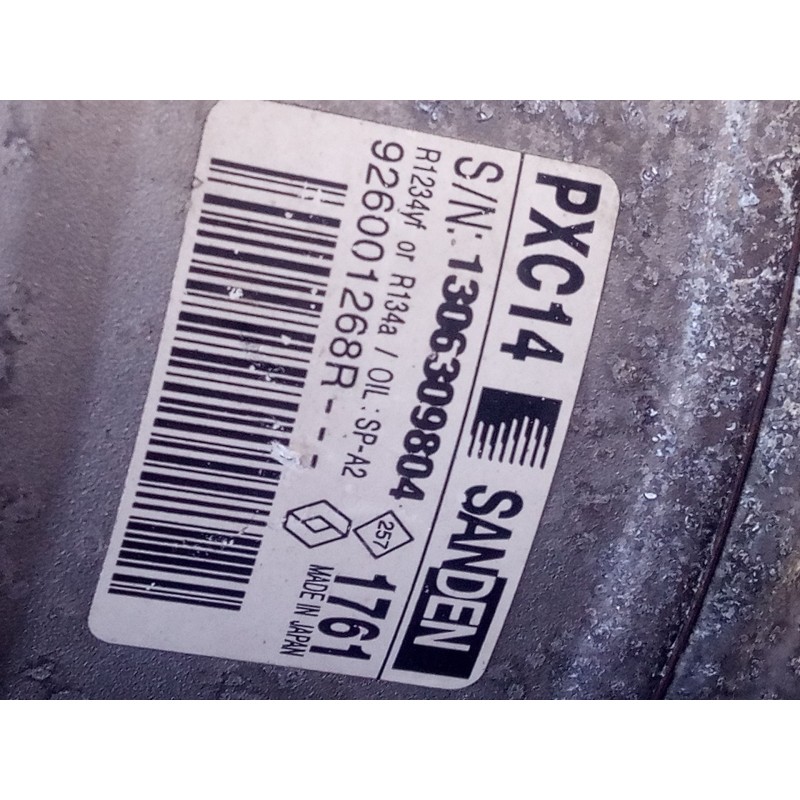 PXC14 SANDEN
S/N: 1306309804
R1234yf or R134a / OIL : SP-A2
257
926001268R---
1761
MADE IN JAPAN